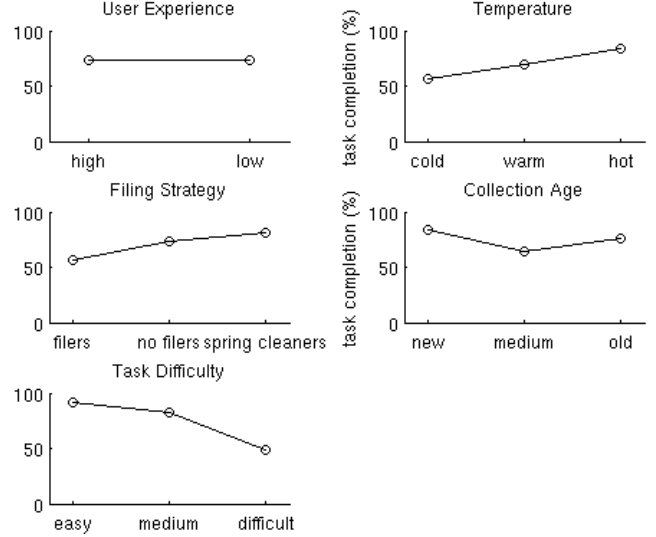 User Experience
100
50
0
high low
Temperature
task completion (%)
100
50
0
cold warm hot
Filing Strategy
100
50
0
filers no filers spring cleaners
Collection Age
task completion (%)
100
50
0
new medium old
Task Difficulty
100
50
0
easy medium difficult